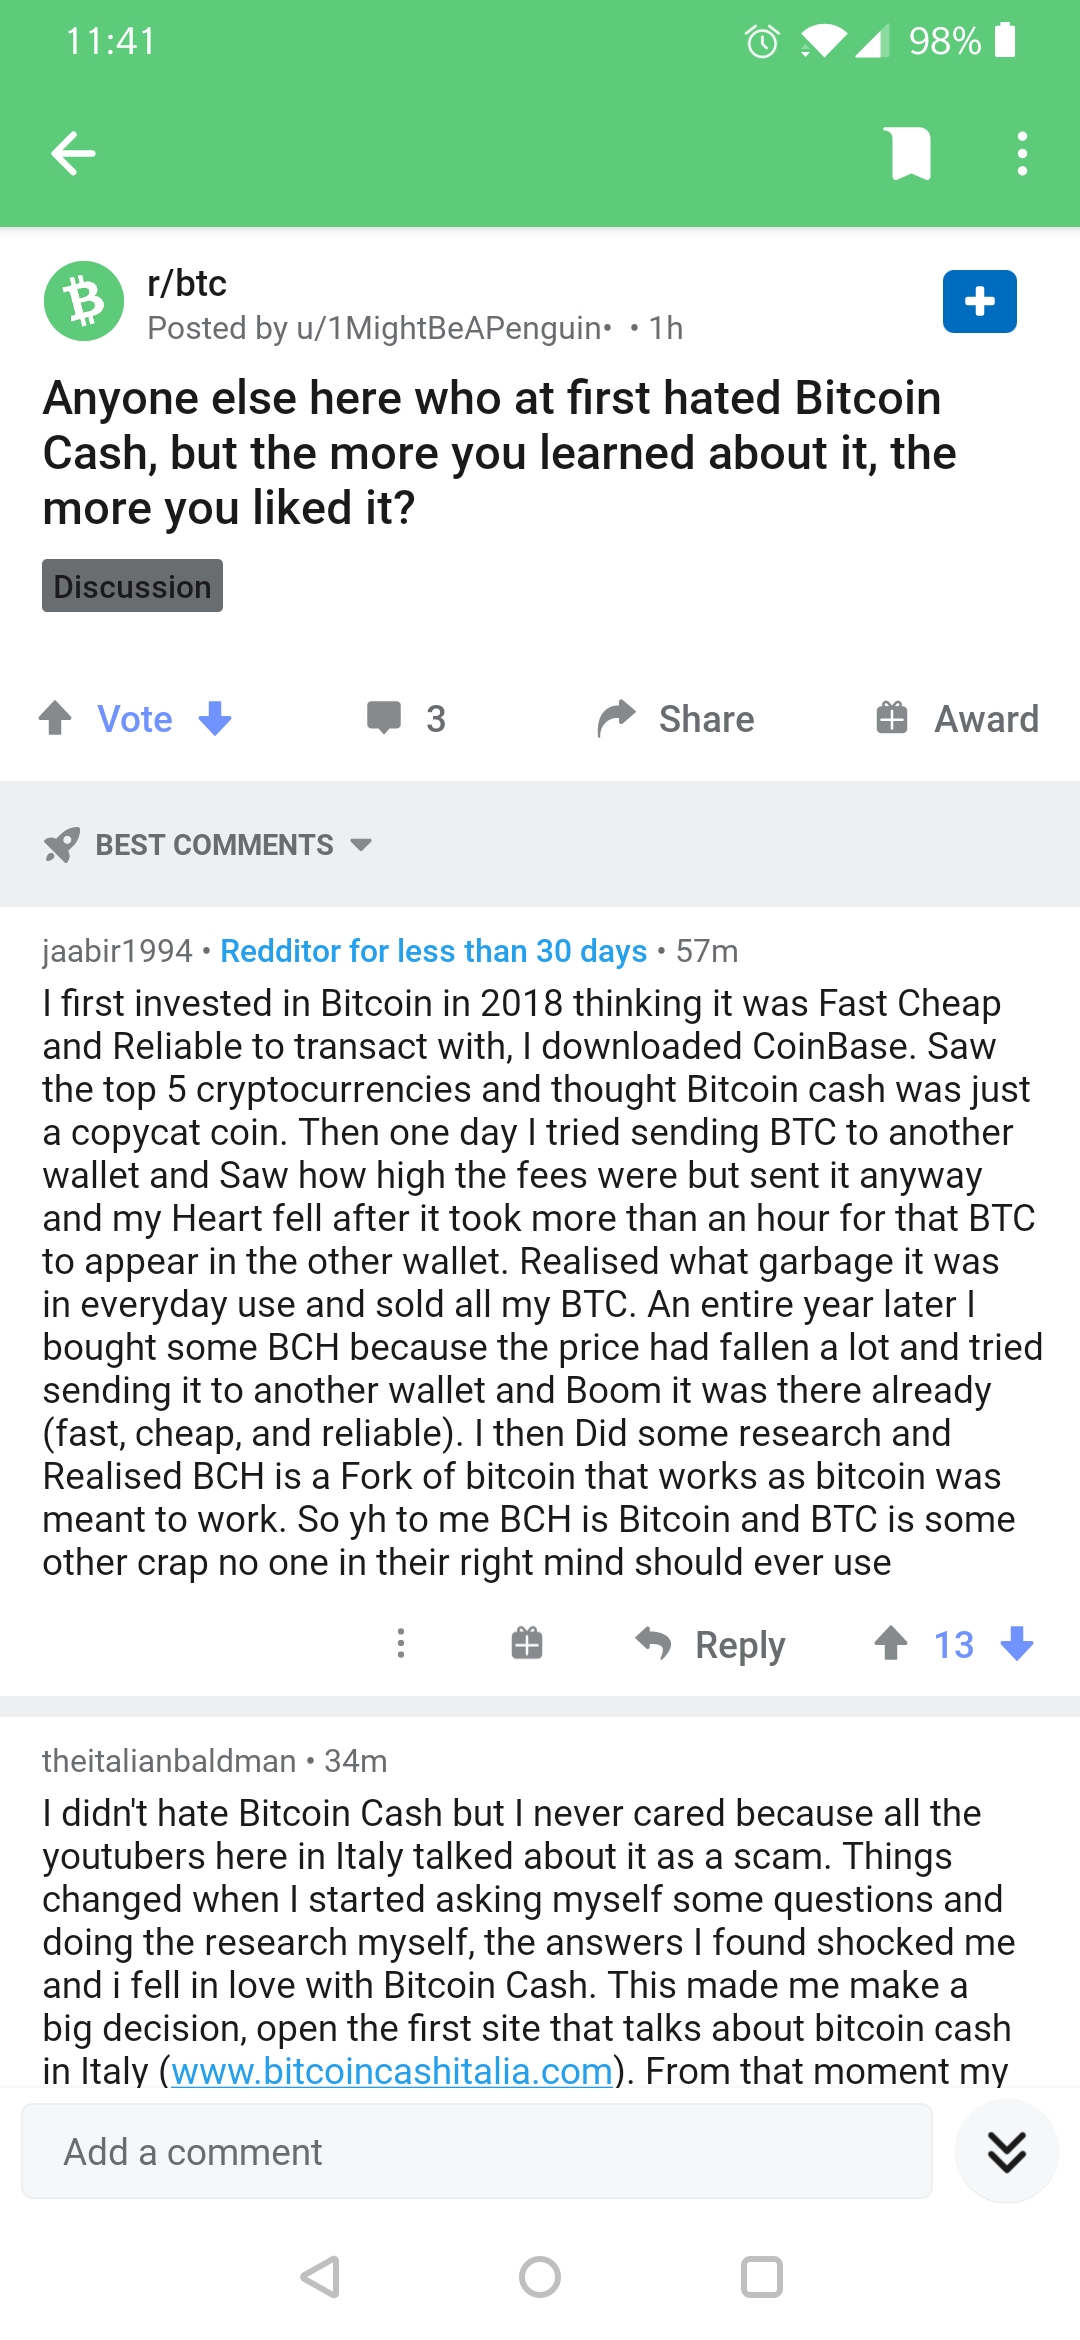 11:41
98%
r/btc
Posted by u/1MightBeAPenguin• • 1h
Anyone else here who at first hated Bitcoin
Cash, but the more you learned about it, the
more you liked it?
Discussion
Vote 3 Share Award
BEST COMMENTS
jaabir1994 • Redditor for less than 30 days • 57m
I first invested in Bitcoin in 2018 thinking it was Fast Cheap
and Reliable to transact with, I downloaded CoinBase. Saw
the top 5 cryptocurrencies and thought Bitcoin cash was just
a copycat coin. Then one day I tried sending BTC to another
wallet and Saw how high the fees were but sent it anyway
and my Heart fell after it took more than an hour for that BTC
to appear in the other wallet. Realised what garbage it was
in everyday use and sold all my BTC. An entire year later I
bought some BCH because the price had fallen a lot and tried
sending it to another wallet and Boom it was there already
(fast, cheap, and reliable). I then Did some research and
Realised BCH is a Fork of bitcoin that works as bitcoin was
meant to work. So yh to me BCH is Bitcoin and BTC is some
other crap no one in their right mind should ever use
Reply 13
theitalianbaldman • 34m
I didn't hate Bitcoin Cash but I never cared because all the
youtubers here in Italy talked about it as a scam. Things
changed when I started asking myself some questions and
doing the research myself, the answers I found shocked me
and i fell in love with Bitcoin Cash. This made me make a
big decision, open the first site that talks about bitcoin cash
in Italy (www.bitcoincashitalia.com). From that moment my
Add a comment